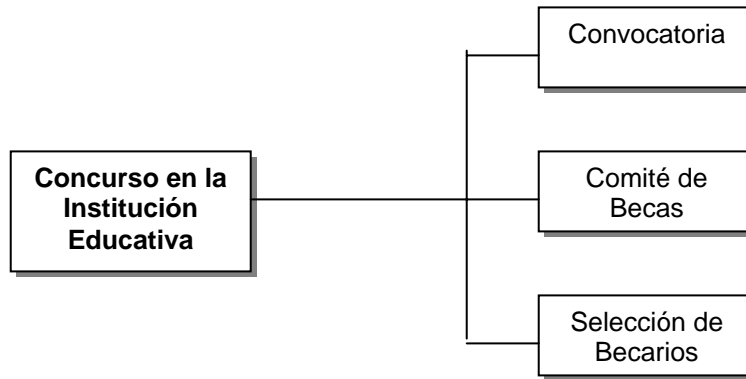 Convocatoria
Concurso en la
Institución
Educativa
Comité de
Becas
Selección de
Becarios